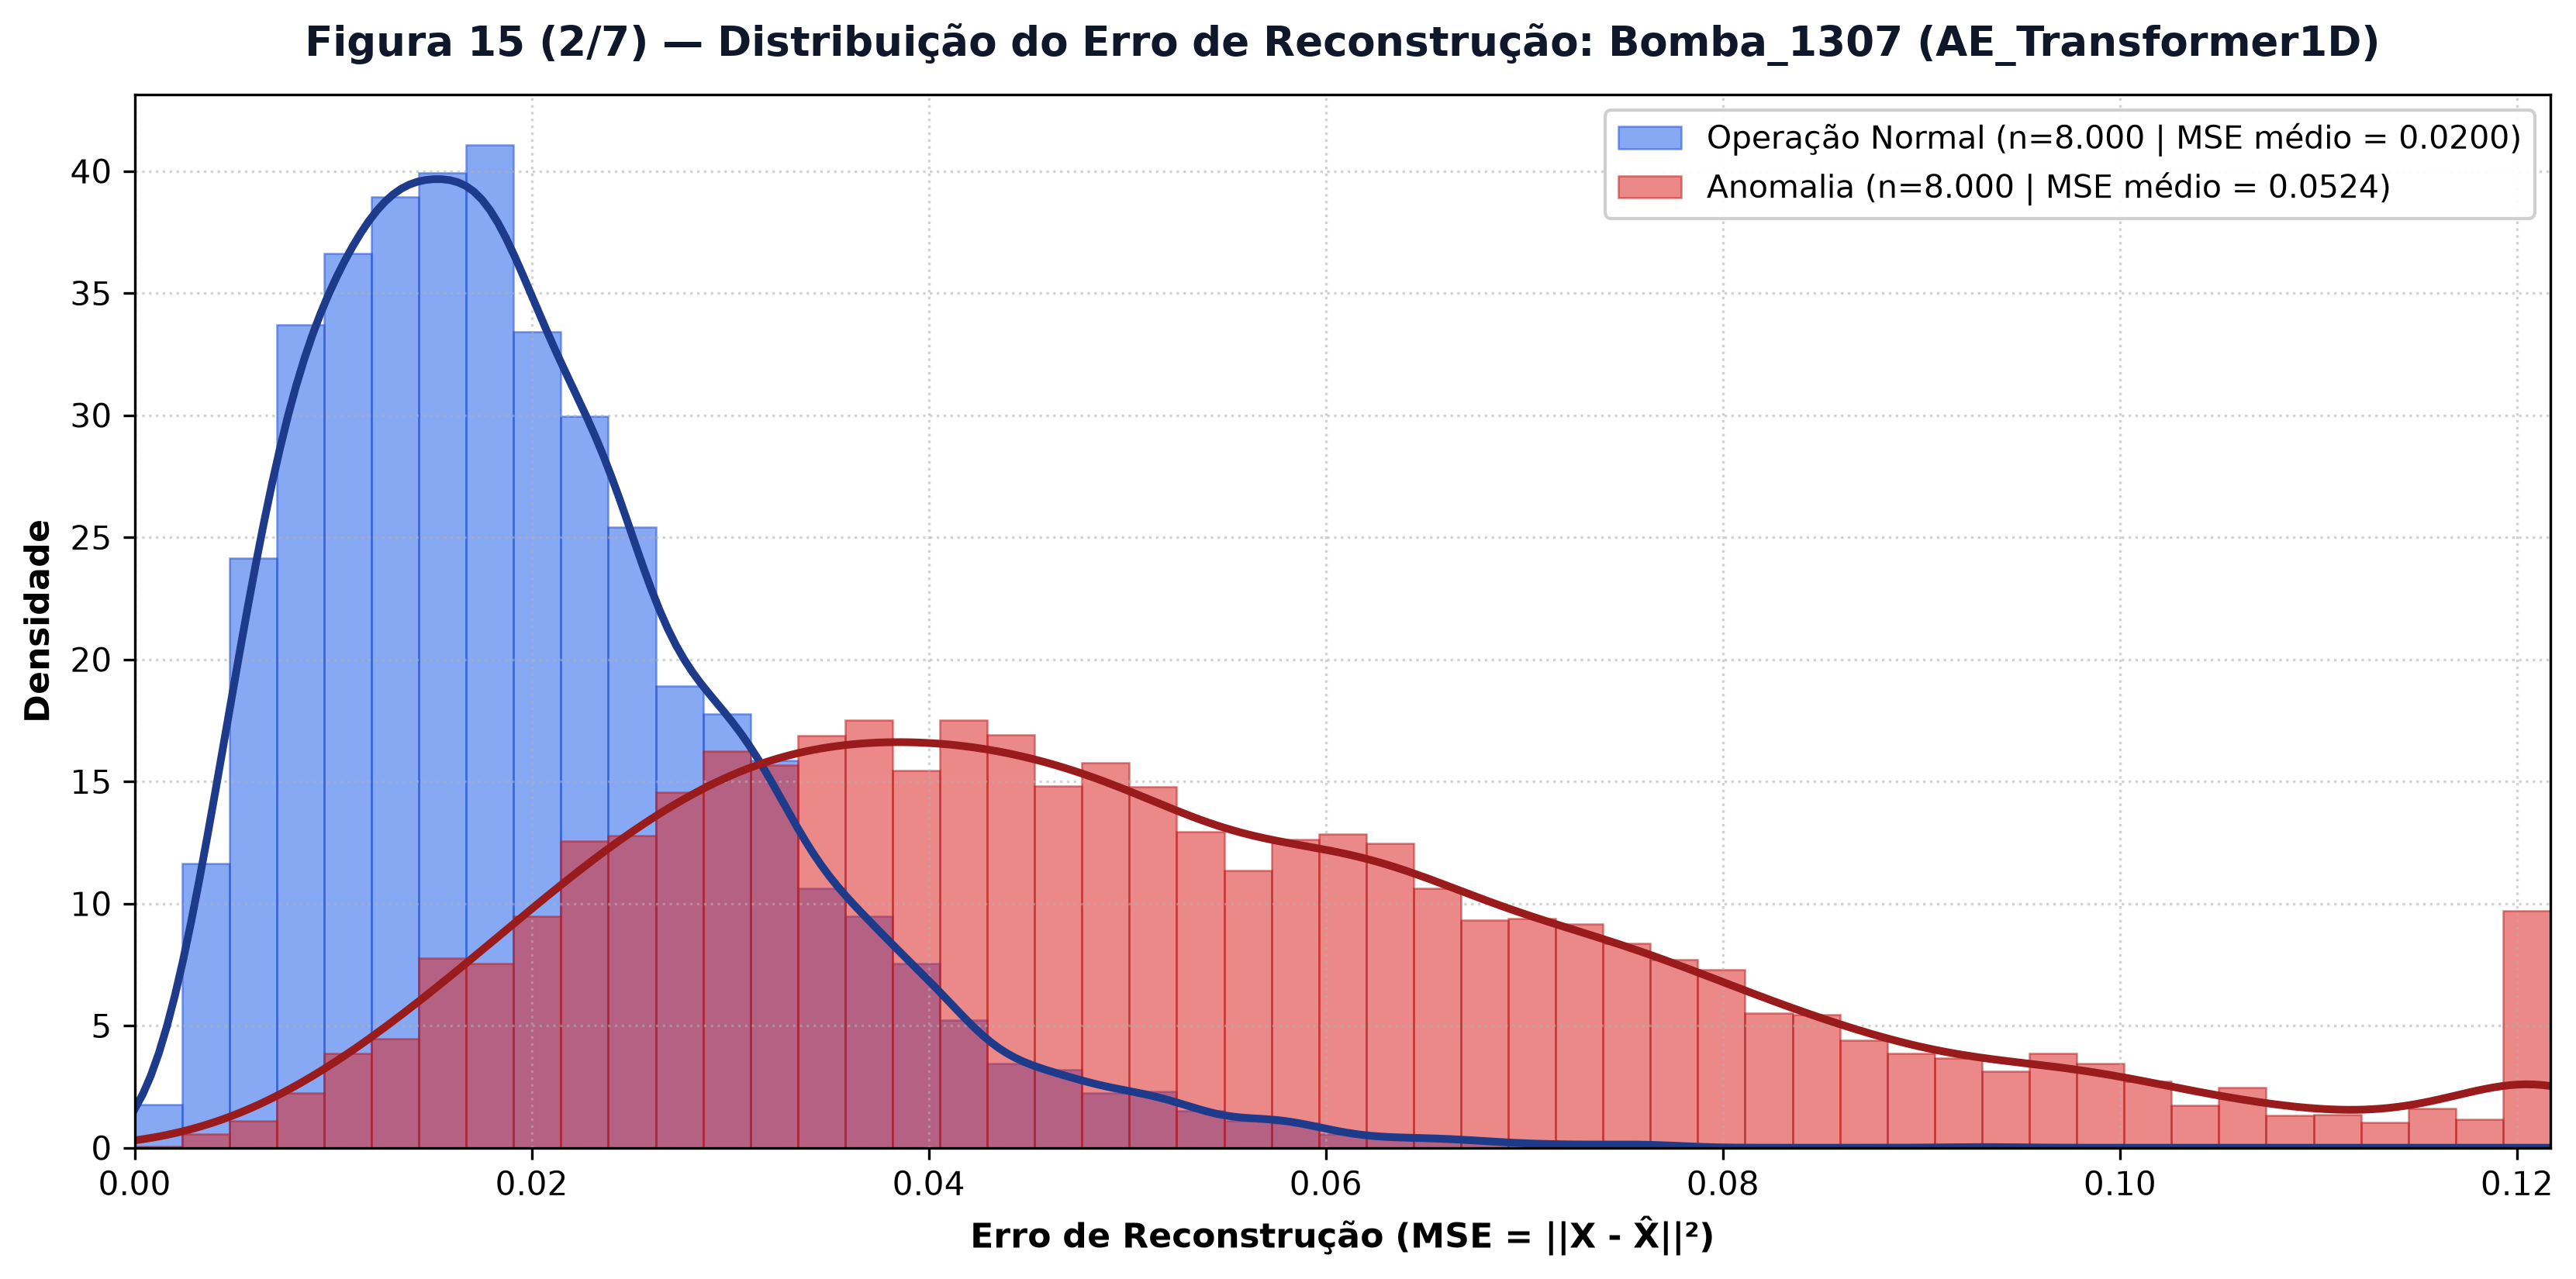 Figura 15 (2/7) — Distribuição do Erro de Reconstrução: Bomba_1307 (AE_Transformer1D)
Operação Normal (n=8.000 | MSE médio = 0.0200)
Anomalia (n=8.000 | MSE médio = 0.0524)
Densidade
40
35
30
25
20
15
10
5
0
0.00 0.02 0.04 0.06 0.08 0.10 0.12
Erro de Reconstrução (MSE = ||X - X̂||²)